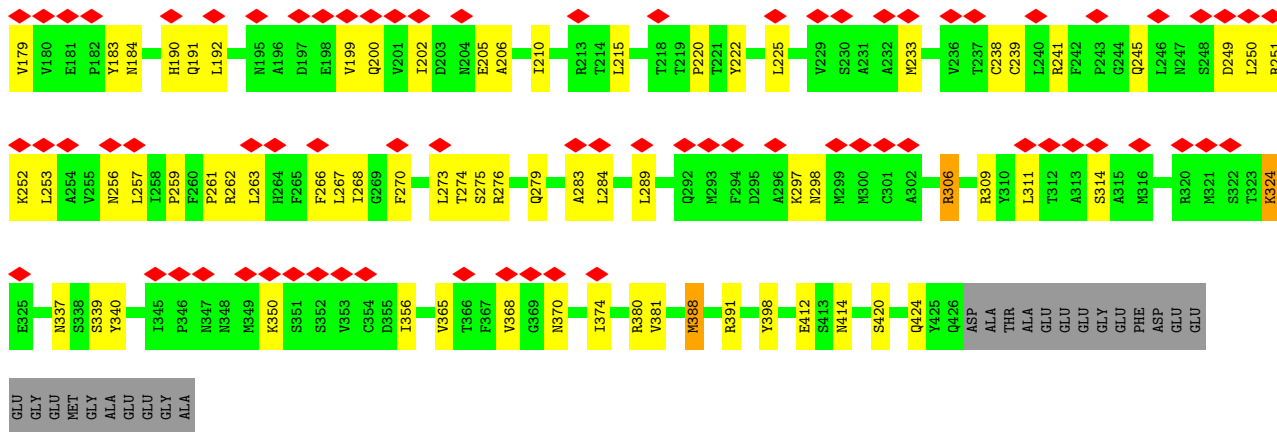 V179 V180 E181 P182 Y183 N184 H190 Q191 L192 N195 A196 D197 E198 V199 Q200 V201 I202 D203 N204 E205 A206 I210 R213 T214 L215 T218 T219 P220 T221 Y222 L225 V229 S230 A231 A232 M233 V236 T237 C238 C239 L240 R241 F242 P243 G244 Q245 L246 N247 S248 D249 L250 R251
K252 L253 A254 V255 N256 L257 I258 P259 F260 P261 R262 L263 H264 F265 F266 L267 I268 G269 F270 L273 T274 S275 R276 Q279 A283 L284 L289 Q292 M293 F294 D295 A296 K297 N298 M299 M300 C301 A302 R306 R309 Y310 L311 T312 A313 S314 A315 M316 R320 M321 S322 T323 K324
E325 N337 S338 S339 Y340 I345 P346 N347 N348 M349 K350 S351 S352 V353 C354 D355 I356 V365 T366 F367 V368 G369 N370 I374 R380 V381 M388 R391 Y398 E412 S413 N414 S420 Q424 Y425 Q426 ASP ALA THR ALA GLU GLU GLU GLY GLU PHE ASP GLU GLU
GLU GLY GLU MET GLY ALA GLU GLU GLY ALA